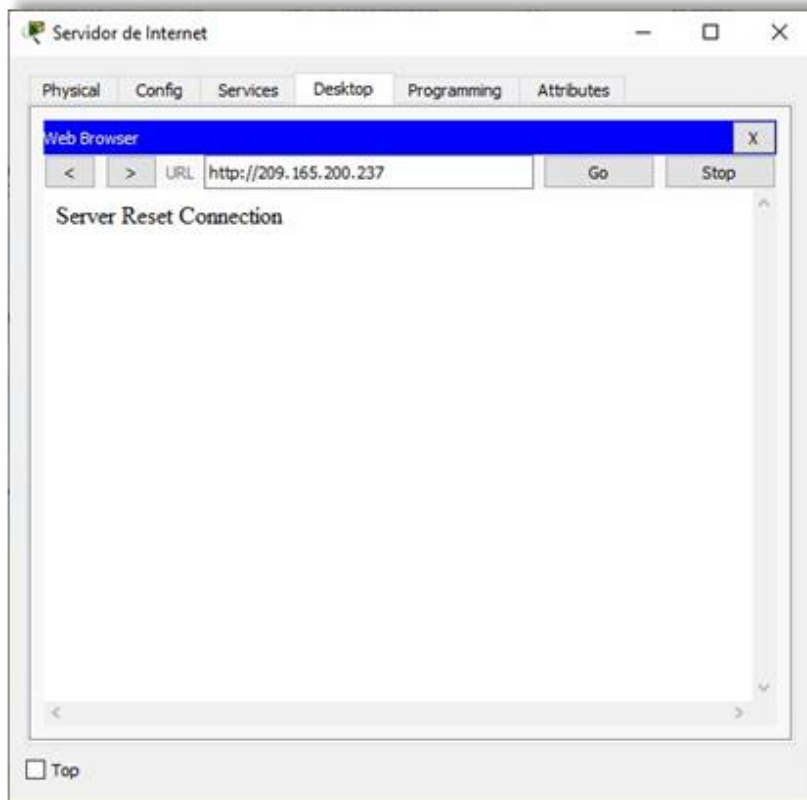 Servidor de Internet
Physical Config Services Desktop Programming Attributes
Web Browser X
< > URL http://209.165.200.237 Go Stop
Server Reset Connection
Top